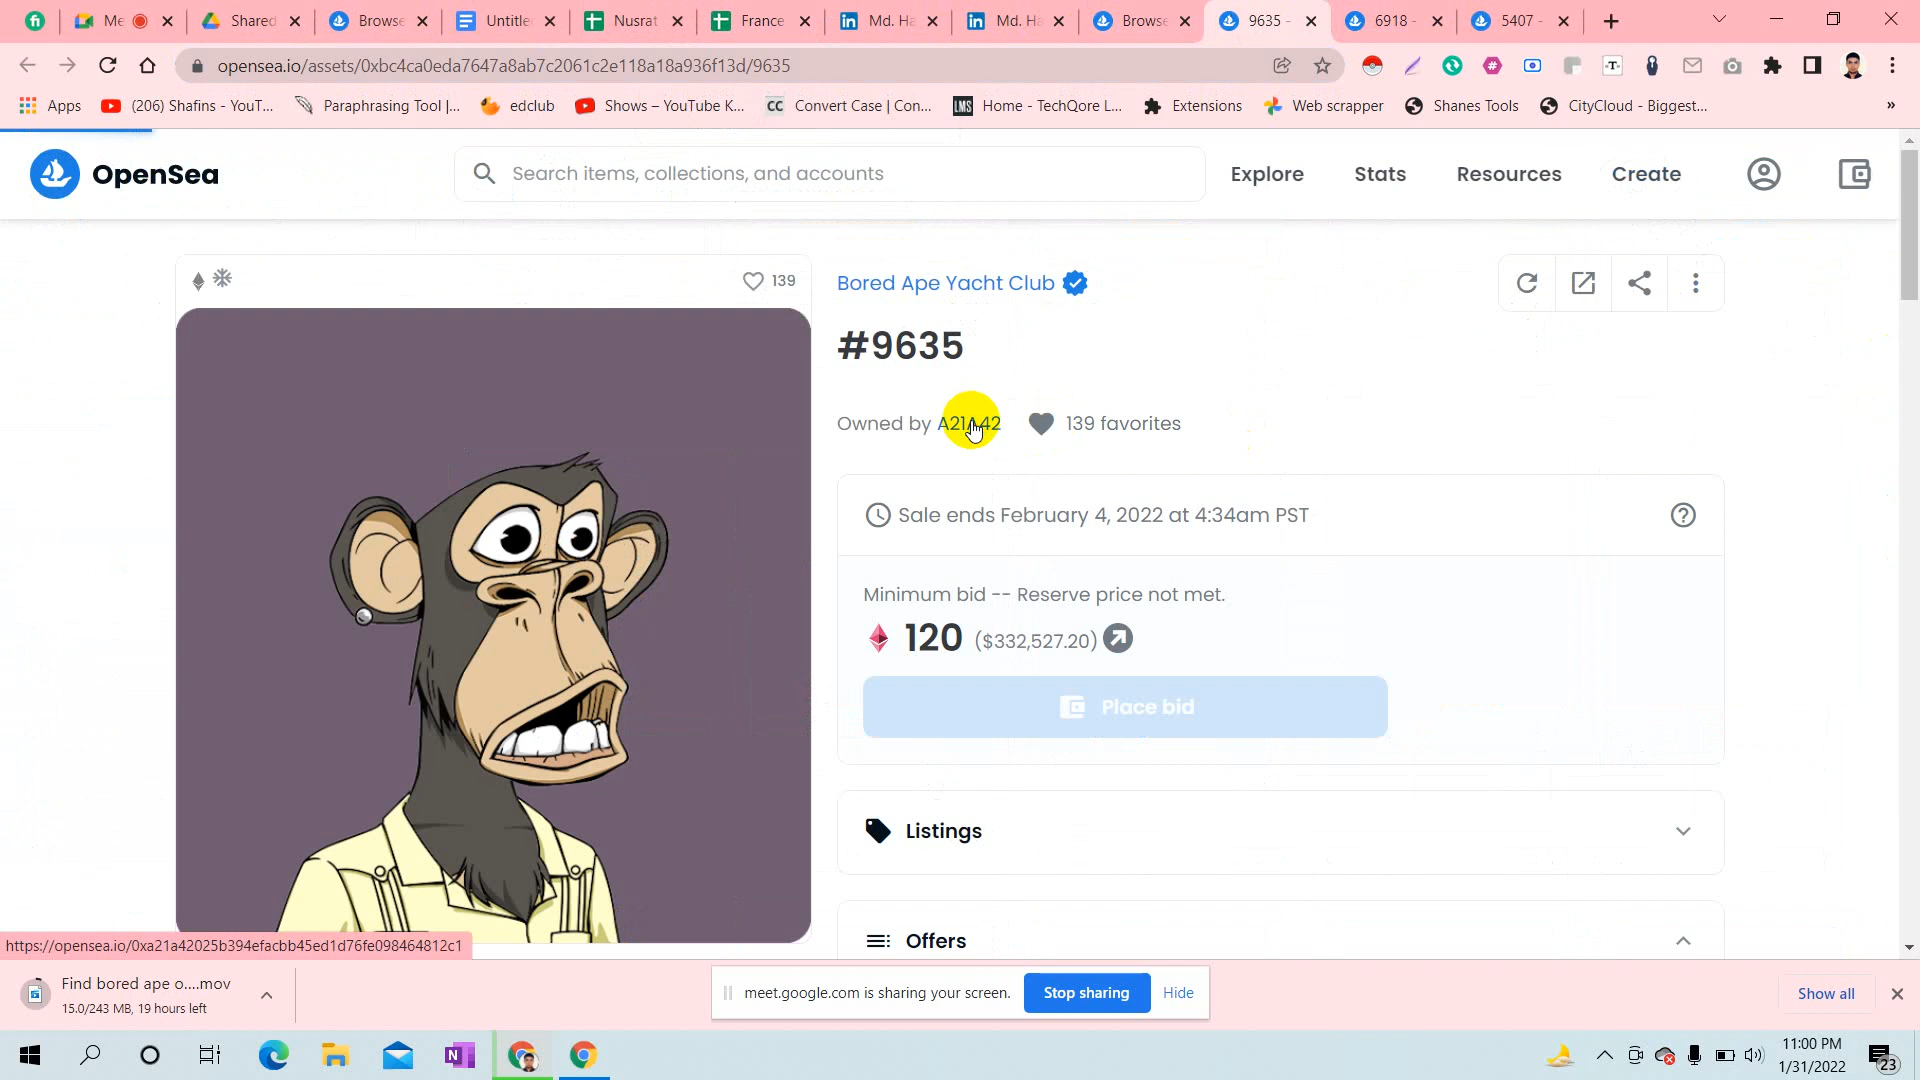 Me
Shared
Browse
Untitle
Nusrat
France
Md. Ha
Md. Ha
Browse
9635 -
6918 -
5407 -
opensea.io/assets/0xbc4ca0eda7647a8ab7c2061c2e118a18a936f13d/9635
Apps
(206) Shafins - YouT...
Paraphrasing Tool |...
edclub
Shows – YouTube K...
CC
Convert Case | Con...
LMS
Home - TechQore L...
Extensions
Web scrapper
Shanes Tools
CityCloud - Biggest...
»
OpenSea
Search items, collections, and accounts
Explore
Stats
Resources
Create
139
Bored Ape Yacht Club
#9635
Owned by A21A42
139 favorites
Sale ends February 4, 2022 at 4:34am PST
Minimum bid -- Reserve price not met.
120 ($332,527.20)
Place bid
Listings
Offers
https://opensea.io/0xa21a42025b394efacbb45ed1d76fe098464812c1
Find bored ape o....mov
15.0/243 MB, 19 hours left
meet.google.com is sharing your screen.
Stop sharing
Hide
Show all
11:00 PM
1/31/2022
23